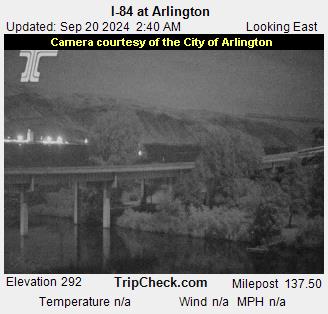 I-84 at Arlington
Updated: Sep 20 2024 2:40 AM Looking East
Camera courtesy of the City of Arlington
Elevation 292 TripCheck.com Milepost 137.50
Temperature n/a Wind n/a MPH n/a